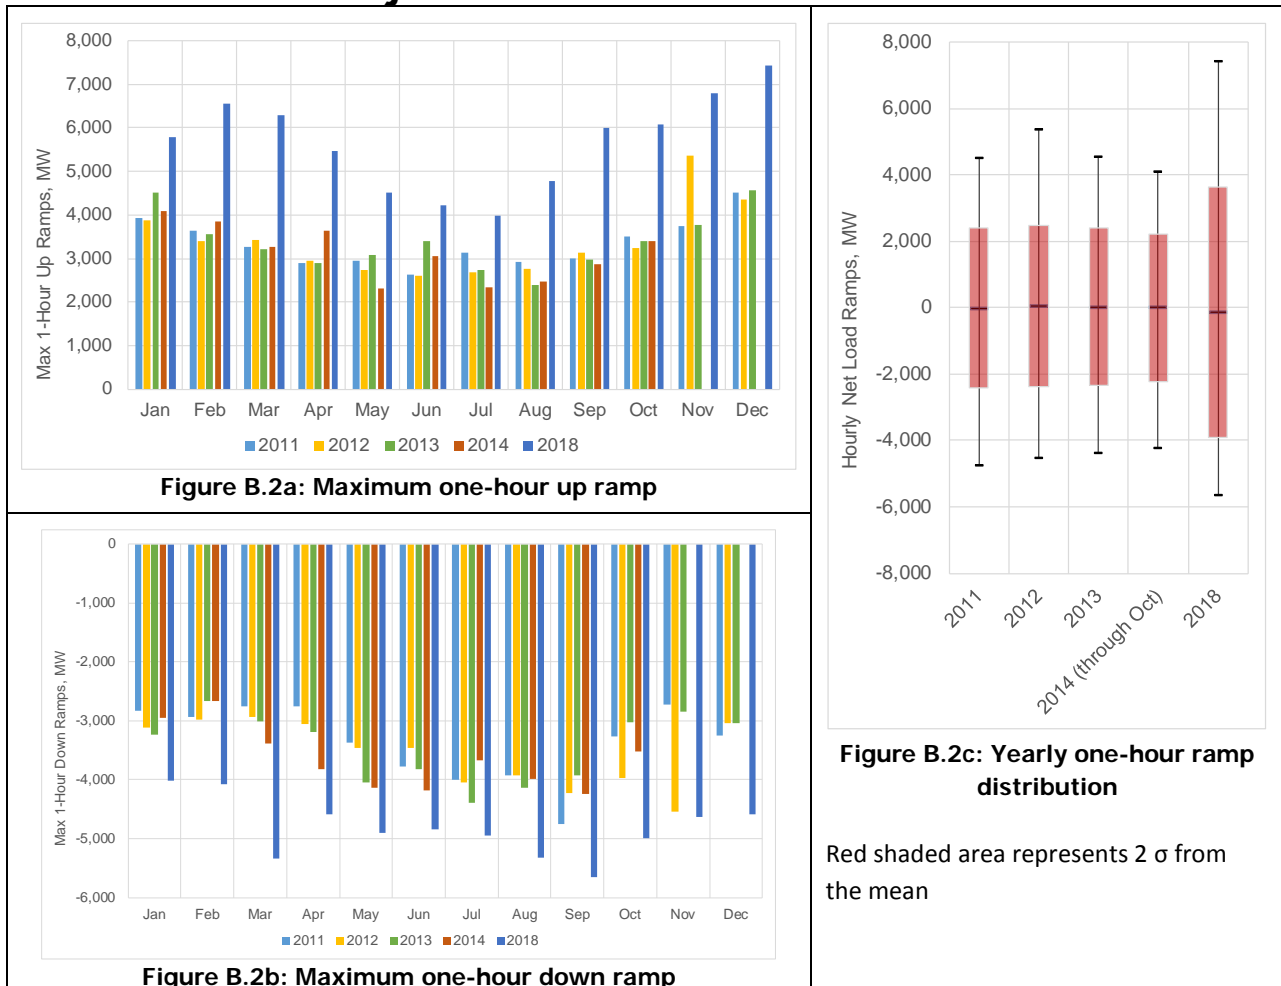 8,000
7,000
6,000
5,000
4,000
3,000
2,000
1,000
0
Max 1-Hour Up Ramps, MW
Jan Feb Mar Apr May Jun Jul Aug Sep Oct Nov Dec
2011 2012 2013 2014 2018
Figure B.2a: Maximum one-hour up ramp
0
-1,000
-2,000
-3,000
-4,000
-5,000
-6,000
Max 1-Hour Down Ramps, MW
Jan Feb Mar Apr May Jun Jul Aug Sep Oct Nov Dec
2011 2012 2013 2014 2018
Figure B.2b: Maximum one-hour down ramp
8,000
6,000
4,000
2,000
0
-2,000
-4,000
-6,000
-8,000
Hourly Net Load Ramps, MW
2011
2012
2013
2014 (through Oct)
2018
Figure B.2c: Yearly one-hour ramp
distribution
Red shaded area represents 2 σ from
the mean